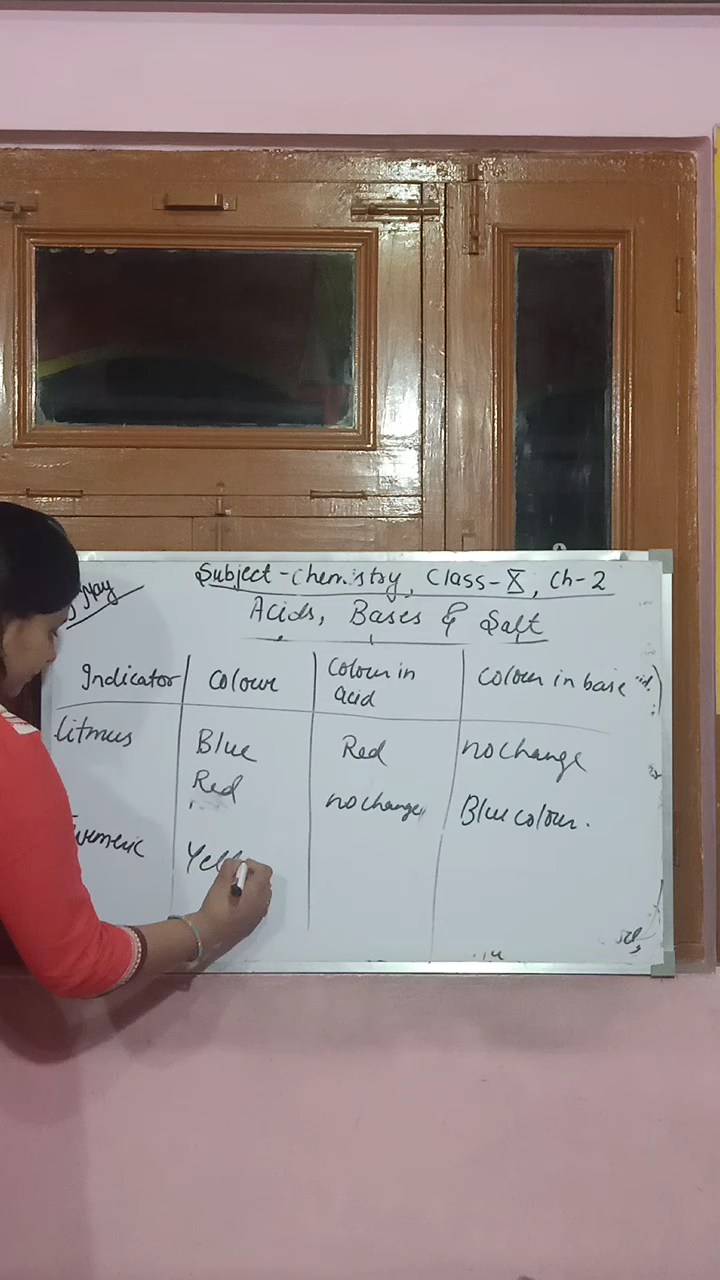 Subject-Chemistry, Class-X, Ch-2
Acids, Bases & Salt
Indicator Colour Colour in acid Colour in base
litmus Blue Red no change
Red no change Blue colour.
Turmeric Yell